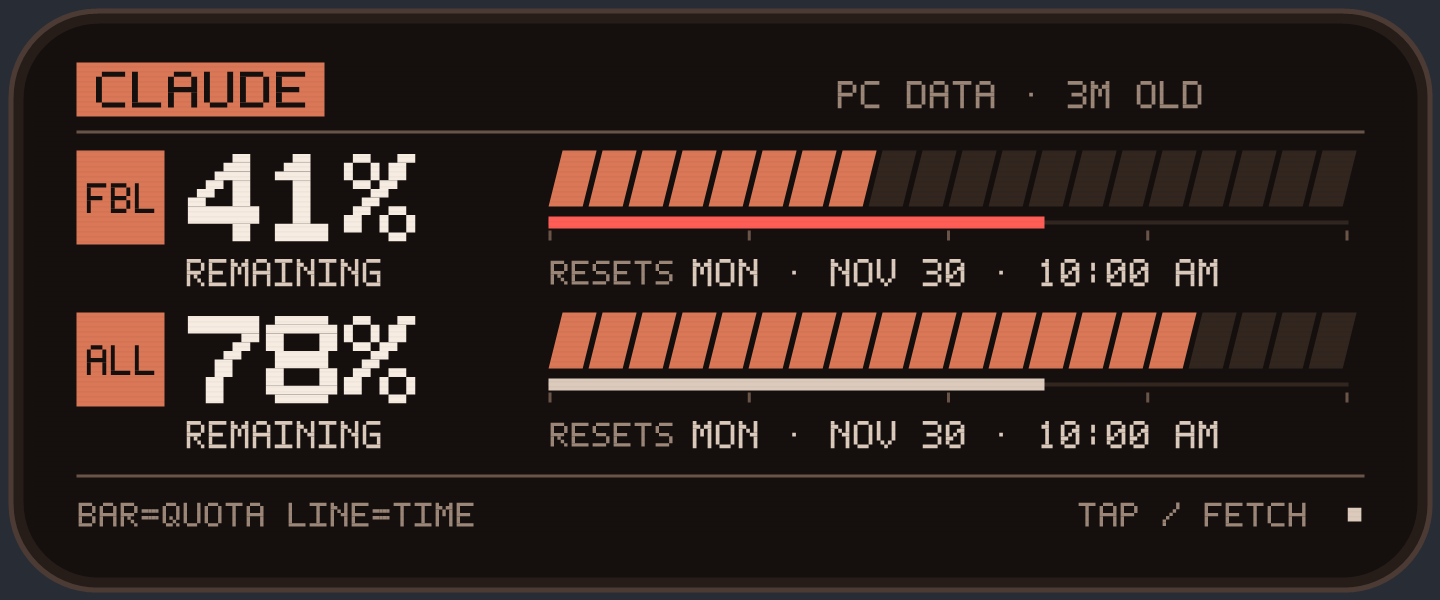 CLAUDE
PC DATA · 3M OLD
FBL 41%
REMAINING
RESETS MON · NOV 30 · 10:00 AM
ALL 78%
REMAINING
RESETS MON · NOV 30 · 10:00 AM
BAR=QUOTA LINE=TIME
TAP / FETCH